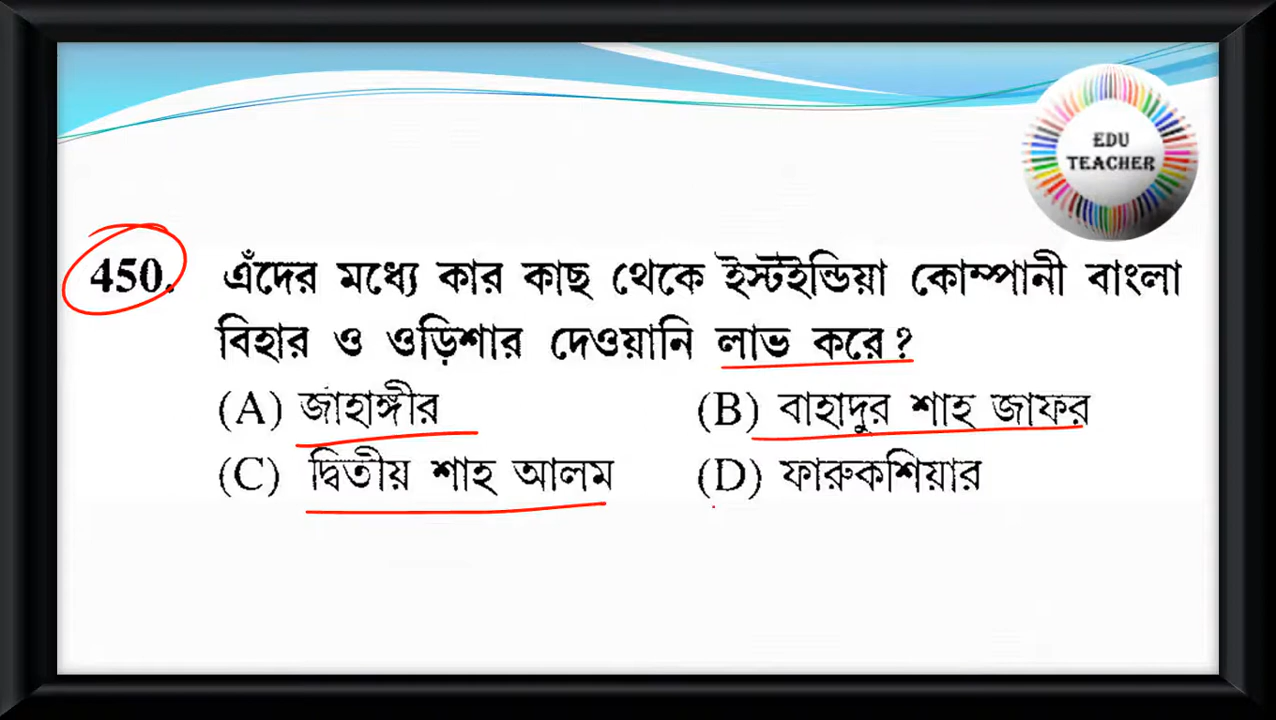 EDU
TEACHER
450. এঁদের মধ্যে কার কাছ থেকে ইস্টইন্ডিয়া কোম্পানী বাংলা
বিহার ও ওড়িশার দেওয়ানি লাভ করে?
(A) জাহাঙ্গীর (B) বাহাদুর শাহ জাফর
(C) দ্বিতীয় শাহ আলম (D) ফারুকশিয়ার